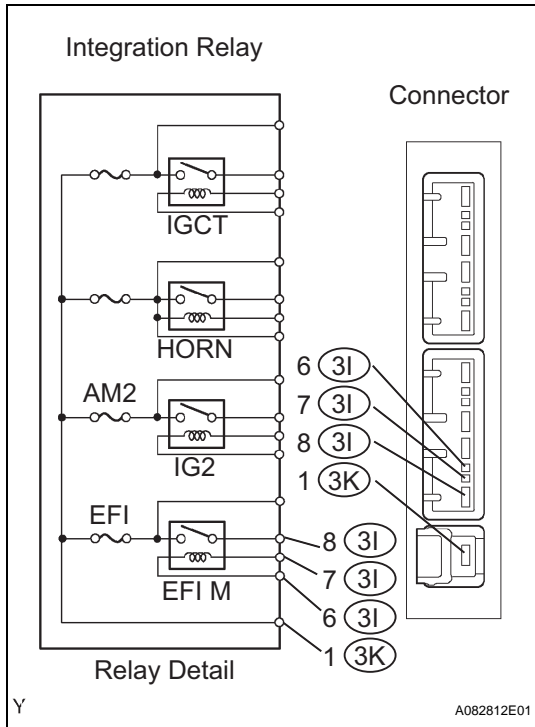 Integration Relay
Connector
IGCT
HORN
AM2
IG2
EFI
EFI M
6 3I
7 3I
8 3I
1 3K
8 3I
7 3I
6 3I
1 3K
Relay Detail
Y
A082812E01